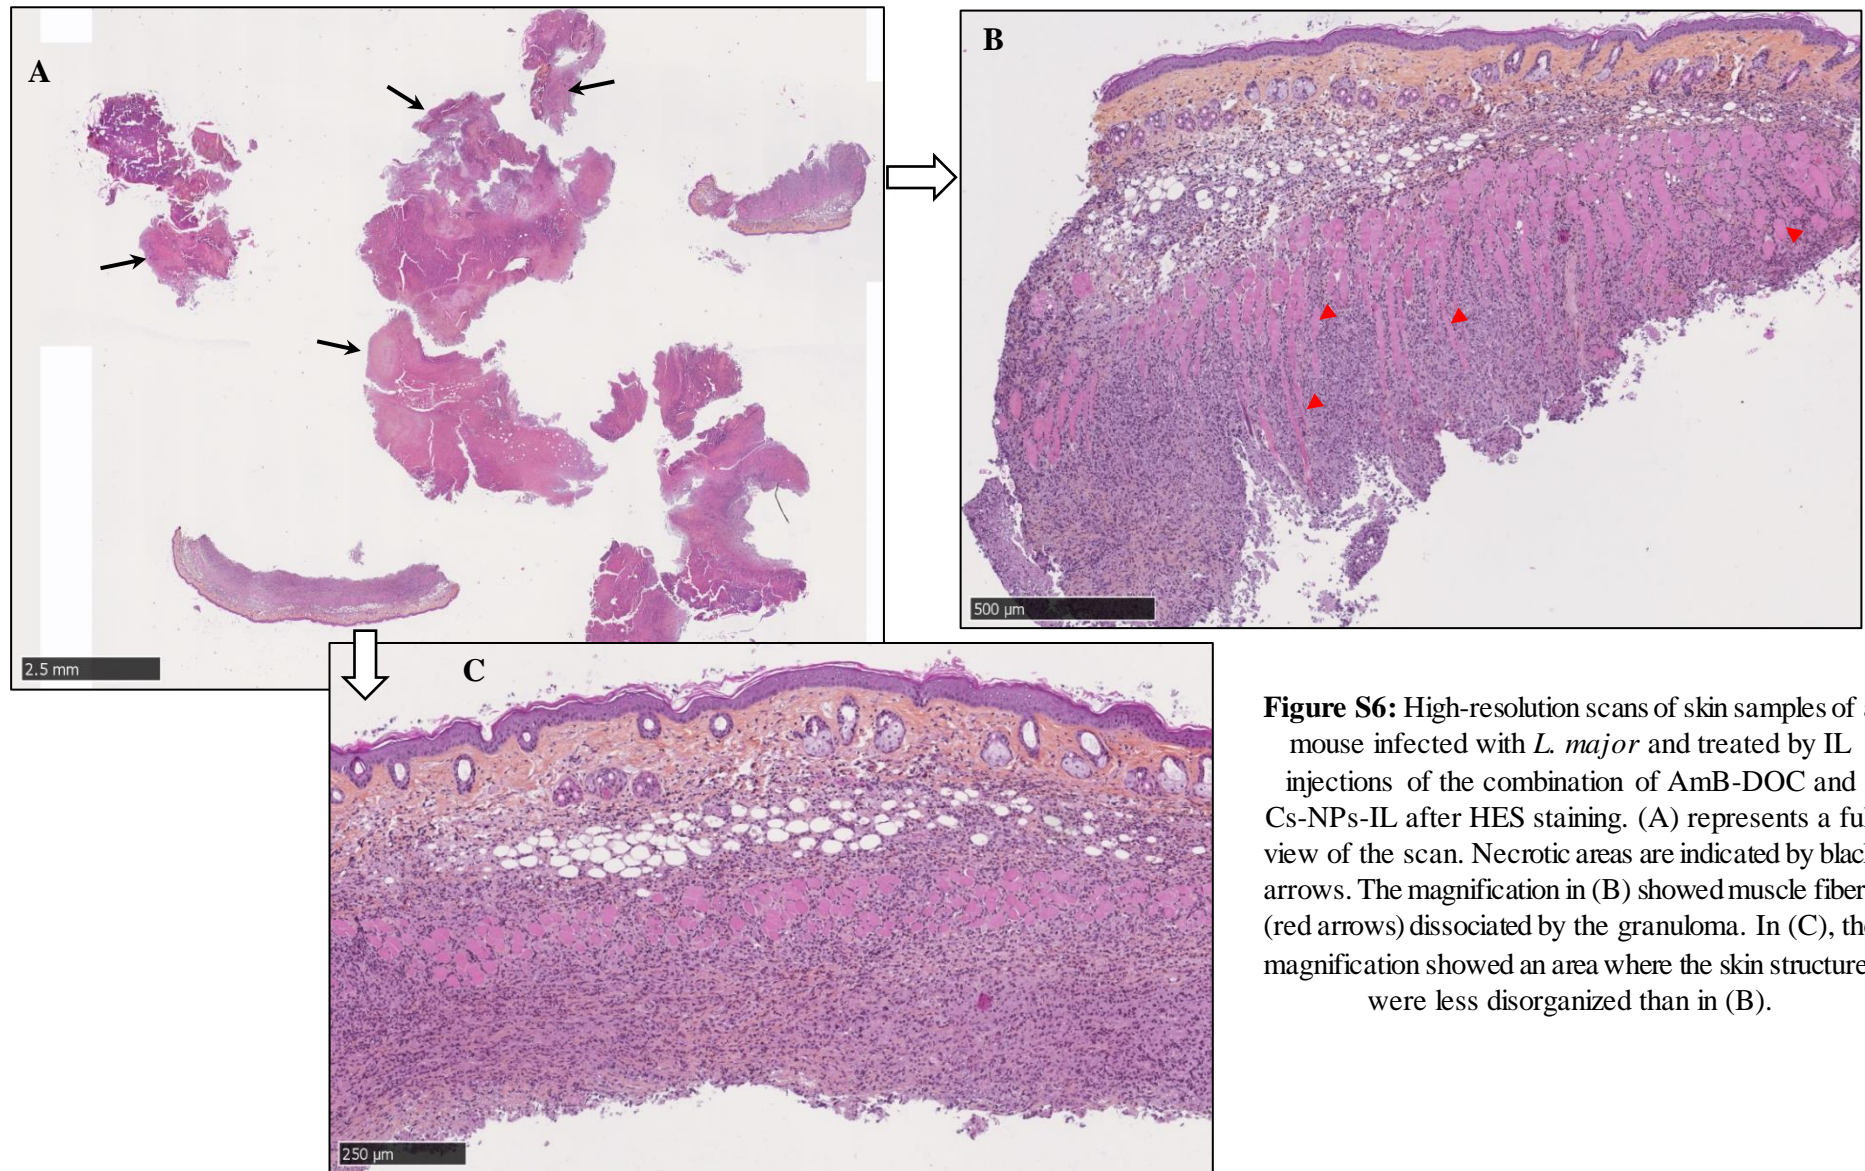 A
B
500 µm
2.5 mm
C
250 µm
Figure S6: High-resolution scans of skin samples of
mouse infected with L. major and treated by IL
injections of the combination of AmB-DOC and
Cs-NPs-IL after HES staining. (A) represents a
view of the scan. Necrotic areas are indicated by
arrows. The magnification in (B) showed muscle fiber
(red arrows) dissociated by the granuloma. In (C),
magnification showed an area where the skin structure
were less disorganized than in (B).